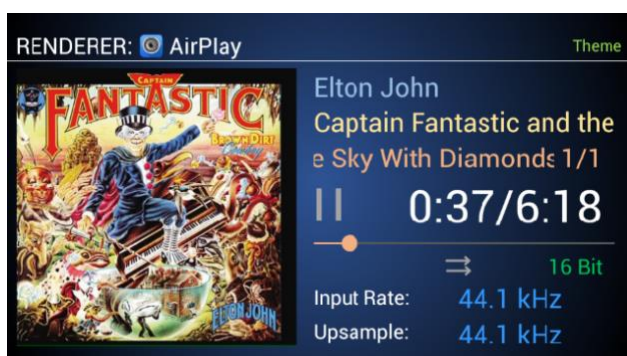 RENDERER: AirPlay
Theme
CAPTAIN
FANTASTIC
BROWN DIRT
Cowboy
ELTON JOHN
Elton John
Captain Fantastic and the
e Sky With Diamonds 1/1
0:37/6:18
16 Bit
Input Rate: 44.1 kHz
Upsample: 44.1 kHz